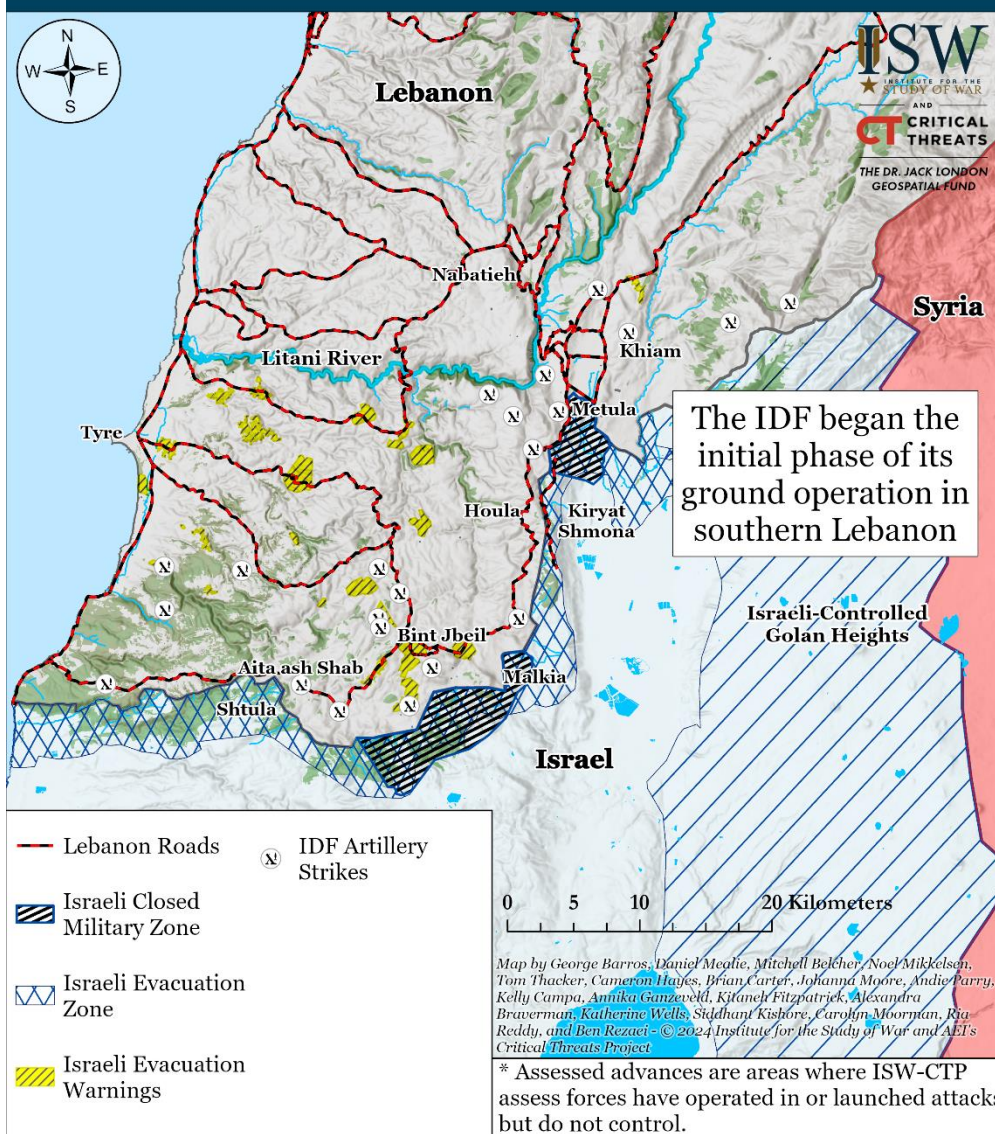 N
W E
S
ISW
INSTITUTE FOR THE
STUDY OF WAR
AND
CT CRITICAL
THREATS
THE DR. JACK LONDON
GEOSPATIAL FUND
Lebanon
Nabatieh
Syria
Khiam
Litani River
Metula
The IDF began the
initial phase of its
ground operation in
southern Lebanon
Tyre
Houla
Kiryat
Shmona
Israeli-Controlled
Golan Heights
Bint Jbeil
Aita ash Shab
Malkia
Shtula
Israel
Lebanon Roads
IDF Artillery
Strikes
Israeli Closed
Military Zone
Israeli Evacuation
Zone
Israeli Evacuation
Warnings
0 5 10 20 Kilometers
Map by George Barros, Daniel Mealie, Mitchell Belcher, Noel Mikkelsen,
Tom Thacker, Cameron Hayes, Brian Carter, Johanna Moore, Andie Parry,
Kelly Campa, Annika Ganzeveld, Kitaneh Fitzpatrick, Alexandra
Braverman, Katherine Wells, Siddhant Kishore, Carolyn Moorman, Ria
Reddy, and Ben Rezaei - © 2024 Institute for the Study of War and AEI's
Critical Threats Project
* Assessed advances are areas where ISW-CTP
assess forces have operated in or launched attacks
but do not control.